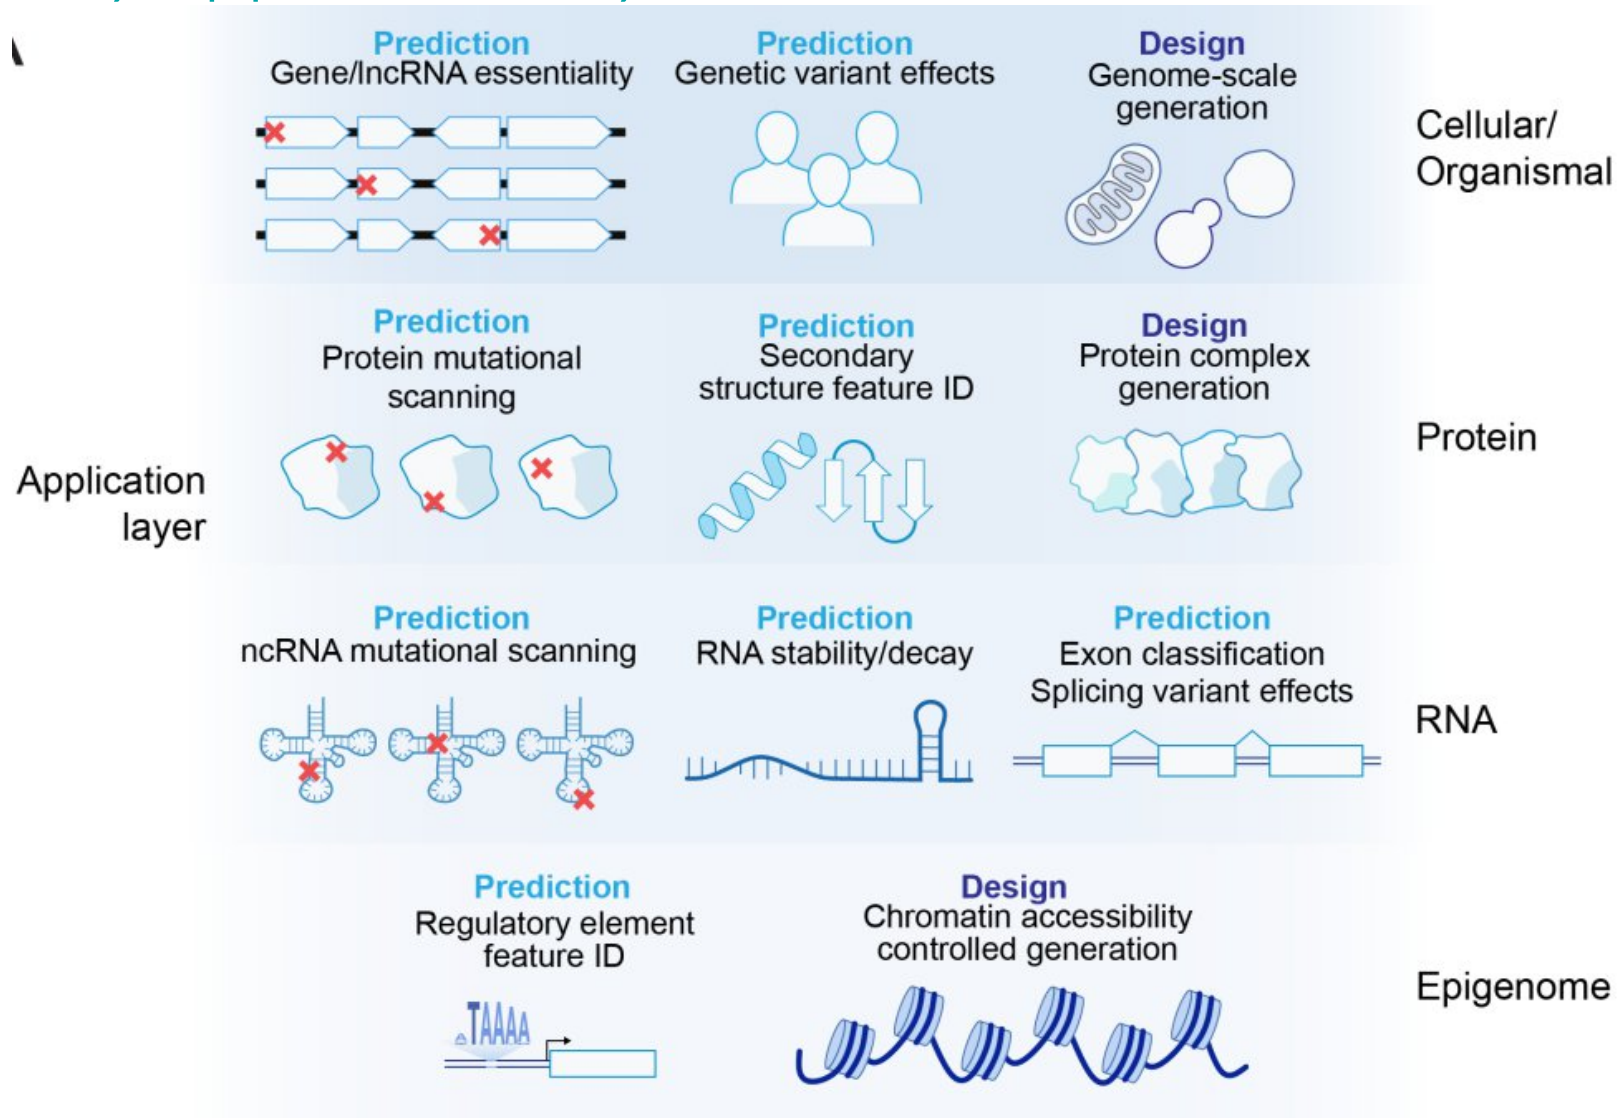 A
Prediction
Gene/lncRNA essentiality
Prediction
Genetic variant effects
Design
Genome-scale
generation
Cellular/
Organismal
Prediction
Protein mutational
scanning
Prediction
Secondary
structure feature ID
Design
Protein complex
generation
Protein
Application
layer
Prediction
ncRNA mutational scanning
Prediction
RNA stability/decay
Prediction
Exon classification
Splicing variant effects
RNA
Prediction
Regulatory element
feature ID
TAAAA
Design
Chromatin accessibility
controlled generation
Epigenome